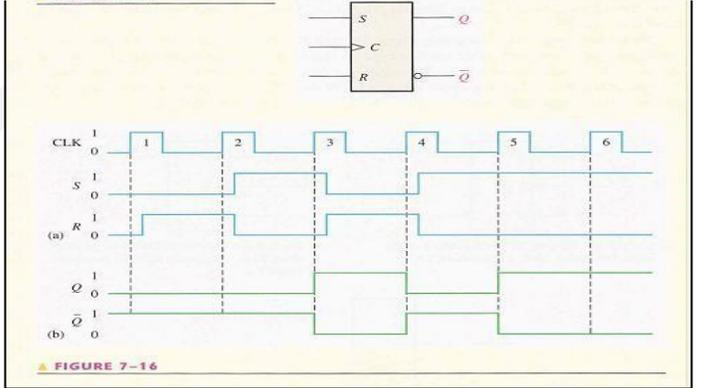 S Q
C
R Q̅
CLK 1 0 1 2 3 4 5 6
S 1 0
(a) R 1 0
Q 1 0
(b) Q̅ 1 0
▲ FIGURE 7–16